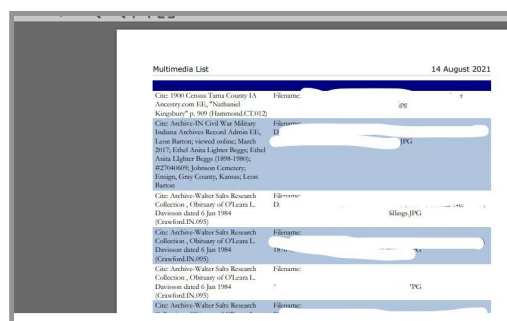 Multimedia List 14 August 2021
Cite: 1900 Census Tama County IA Filename:
Ancestry.com EE, "Nathaniel jpg
Kingsbury" p. 909 (Hammond.CT.012)
Cite: Archive-IN Civil War Military Filename:
Indiana Archives Record Admin EE, D
Leon Barton; viewed online; March JPG
2017; Ethel Anita Lighter Beggs; Ethel
Anita LIghter Beggs (1898-1980);
#27040609; Johnson Cemetery;
Ensign, Gray County, Kansas; Leon
Barton
Cite: Archive-Walter Salts Research Filename:
Collection , Obituary of O'Leara L. D.
Davisson dated 6 Jan 1984 fillings.JPG
(Crawford.IN.095)
Cite: Archive-Walter Salts Research Filename:
Collection , Obituary of O'Leara L.
Davisson dated 6 Jan 1984
(Crawford.IN.095)
Cite: Archive-Walter Salts Research Filename:
Collection , Obituary of O'Leara L.
Davisson dated 6 Jan 1984 PG
(Crawford.IN.095)
Cite: Archive-Walter Salts Research Filename: